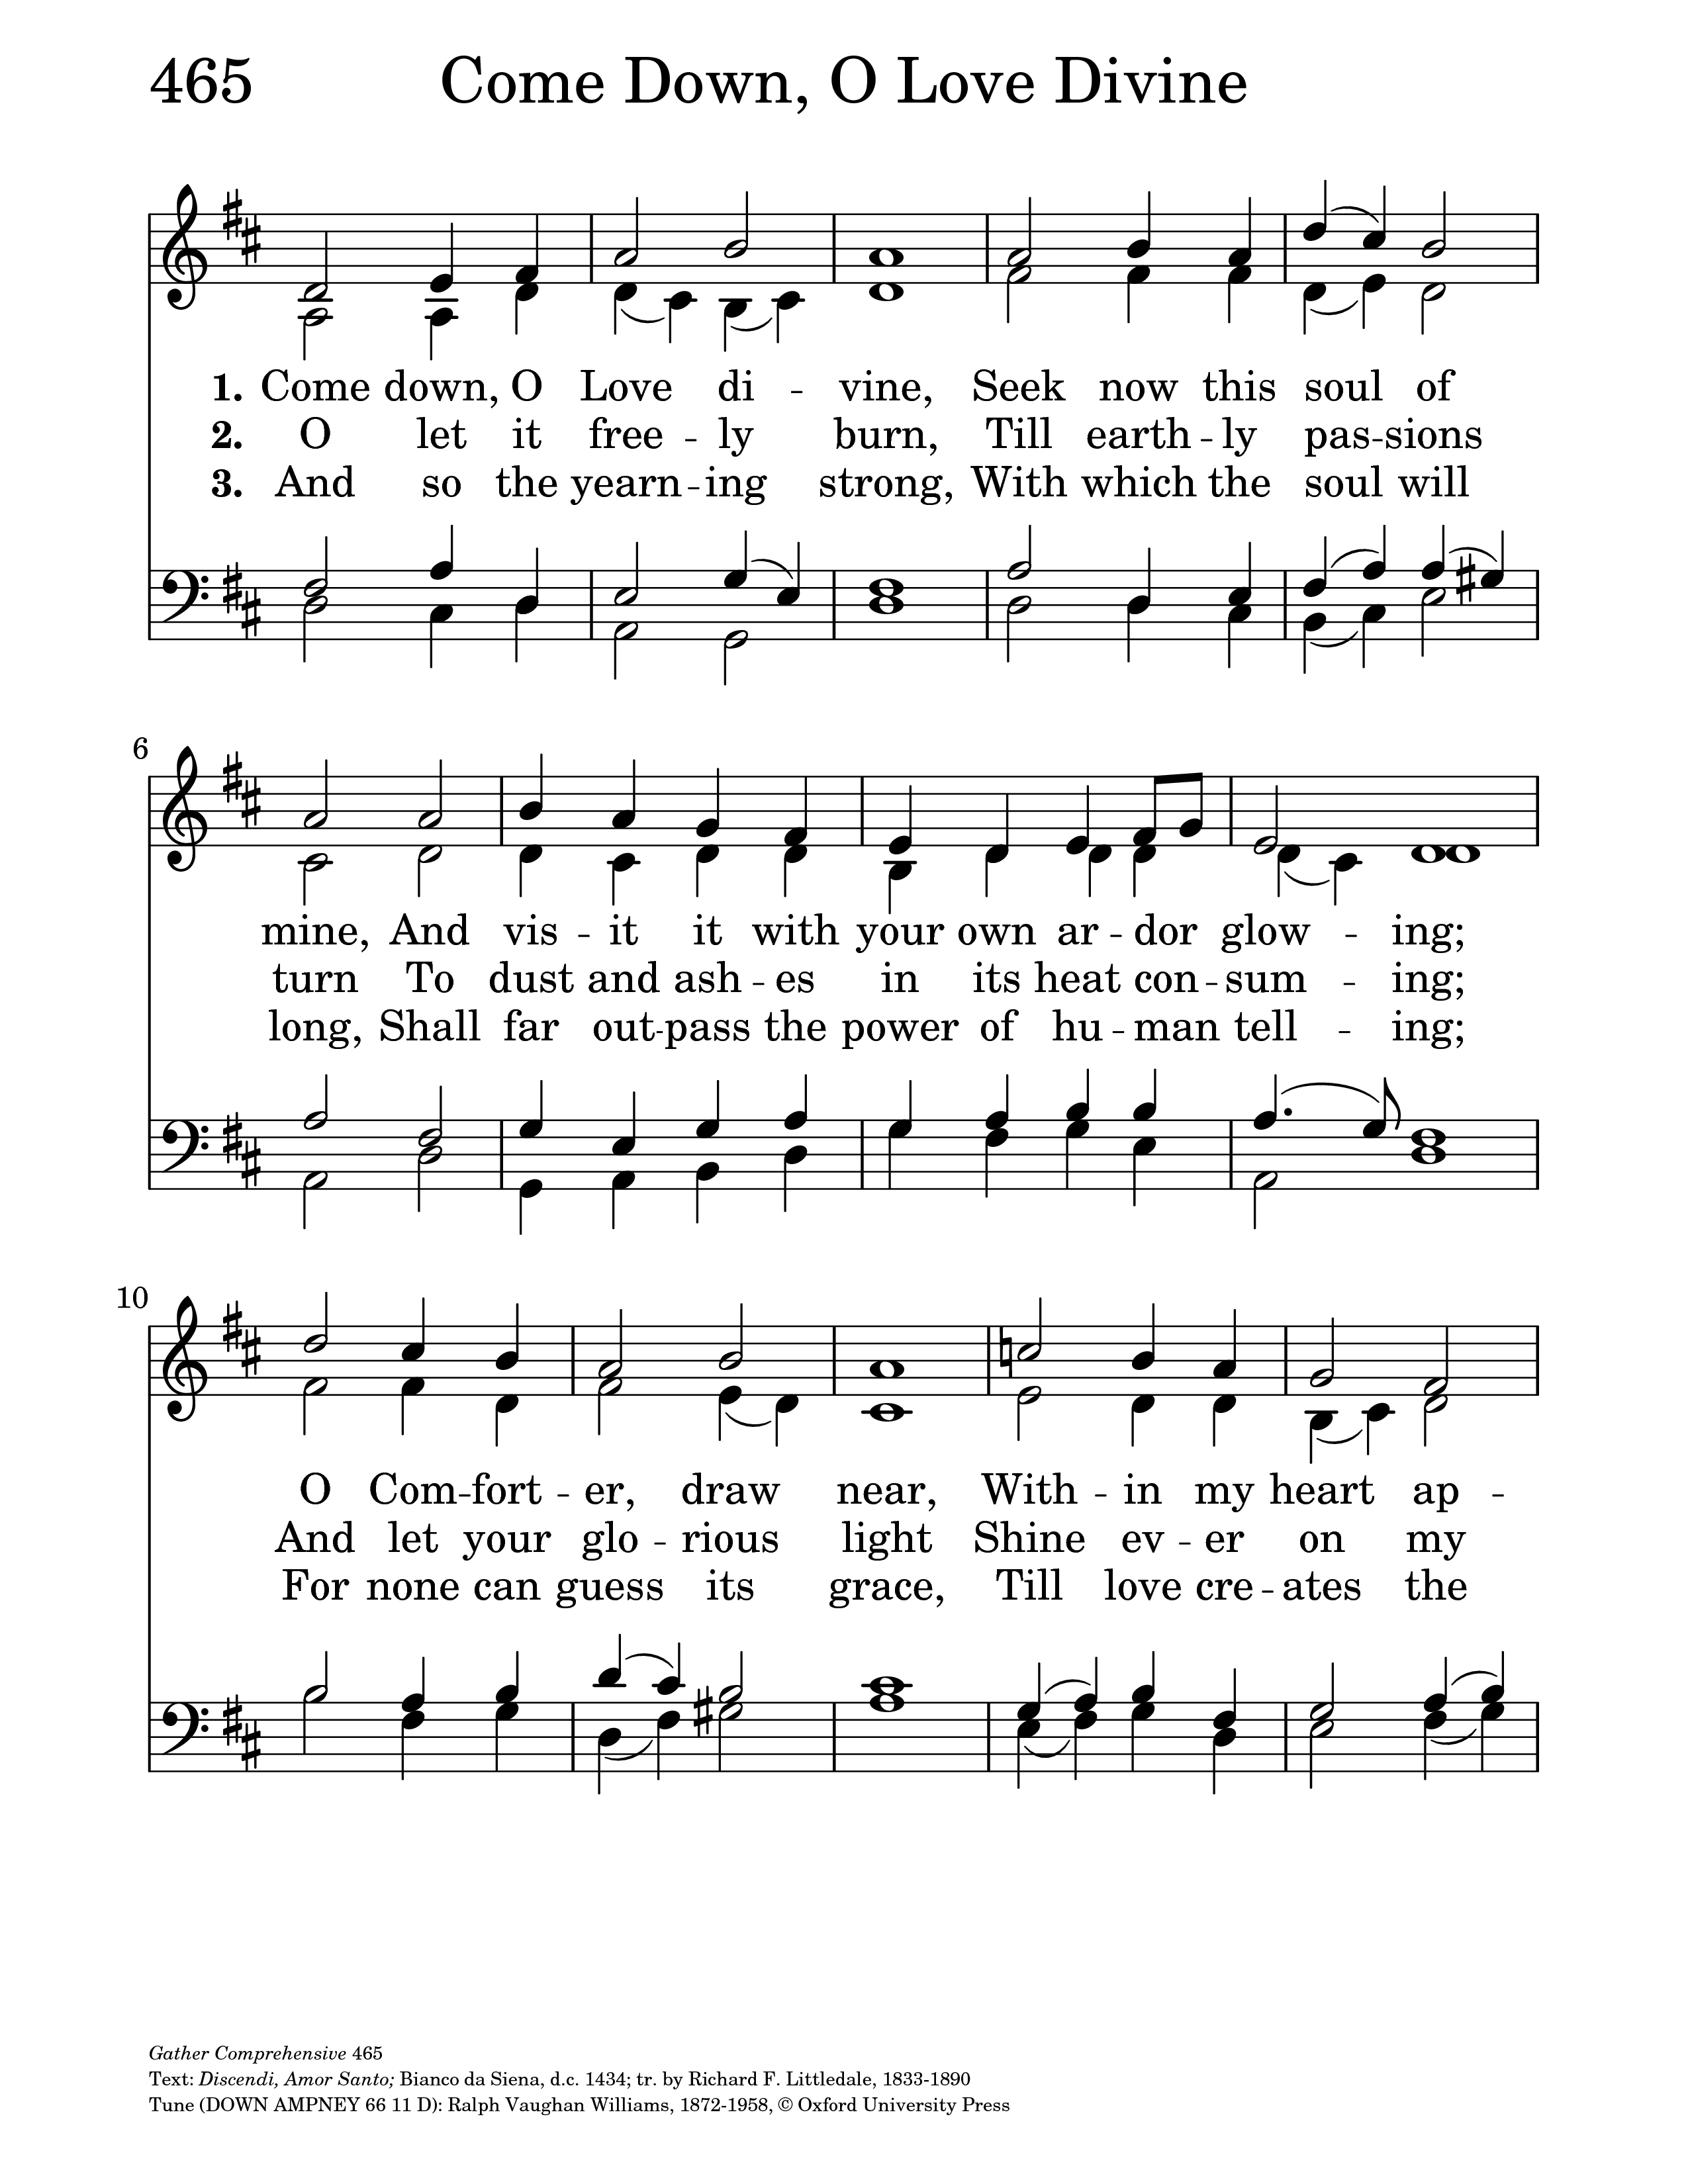 465 Come Down, O Love Divine
1. Come down, O Love di - vine, Seek now this soul of
2. O let it free - ly burn, Till earth - ly pas - sions
3. And so the yearn - ing strong, With which the soul will
6
mine, And vis - it it with your own ar - dor glow - ing;
turn To dust and ash - es in its heat con - sum - ing;
long, Shall far out - pass the power of hu - man tell - ing;
10
O Com - fort - er, draw near, With - in my heart ap -
And let your glo - rious light Shine ev - er on my
For none can guess its grace, Till love cre - ates the
Gather Comprehensive 465
Text: Discendi, Amor Santo; Bianco da Siena, d.c. 1434; tr. by Richard F. Littledale, 1833-1890
Tune (DOWN AMPNEY 66 11 D): Ralph Vaughan Williams, 1872-1958, © Oxford University Press